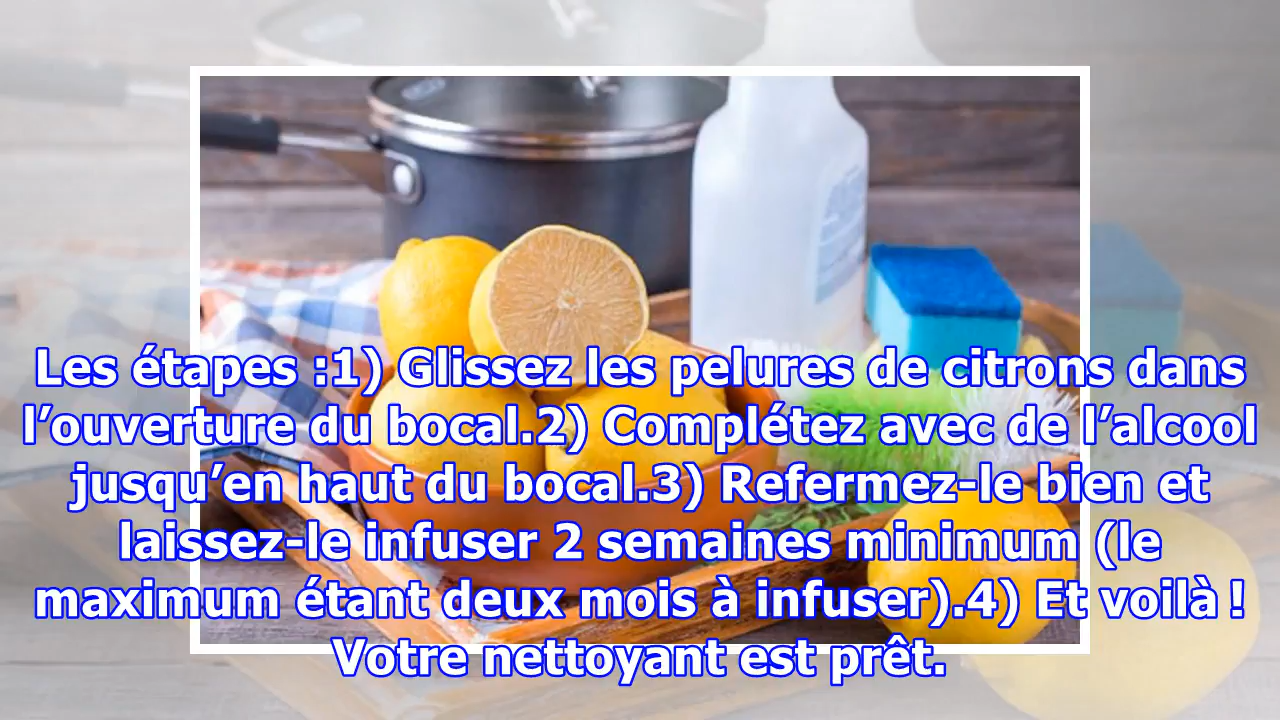 Les étapes :1) Glissez les pelures de citrons dans
l’ouverture du bocal.2) Complétez avec de l’alcool
jusqu’en haut du bocal.3) Refermez-le bien et
laissez-le infuser 2 semaines minimum (le
maximum étant deux mois à infuser).4) Et voilà !
Votre nettoyant est prêt.